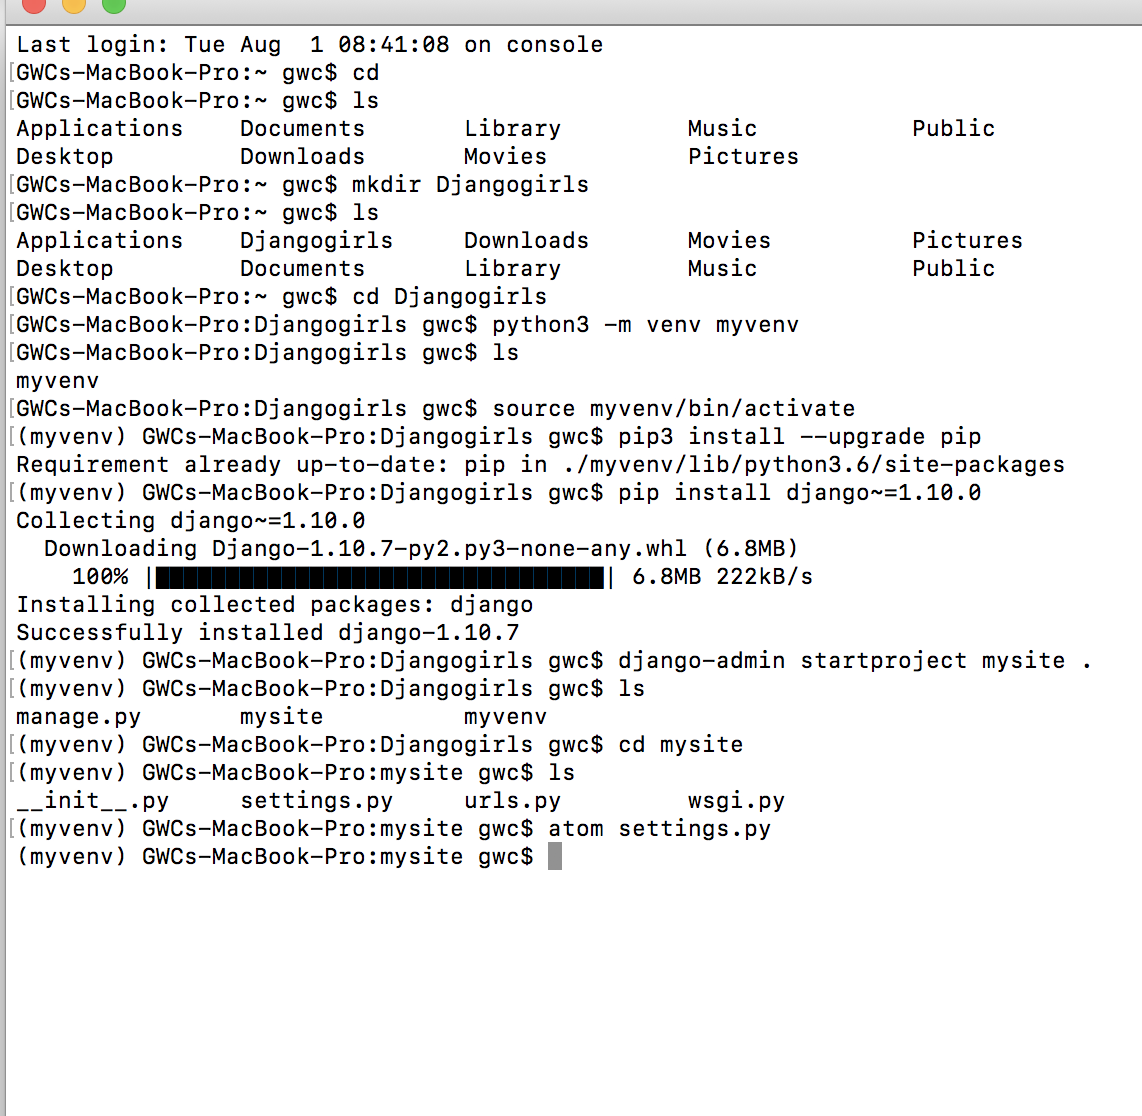 Last login: Tue Aug  1 08:41:08 on console
[GWCs-MacBook-Pro:~ gwc$ cd
[GWCs-MacBook-Pro:~ gwc$ ls
Applications    Documents       Library         Music           Public
Desktop         Downloads       Movies          Pictures
[GWCs-MacBook-Pro:~ gwc$ mkdir Djangogirls
[GWCs-MacBook-Pro:~ gwc$ ls
Applications    Djangogirls     Downloads       Movies          Pictures
Desktop         Documents       Library         Music           Public
[GWCs-MacBook-Pro:~ gwc$ cd Djangogirls
[GWCs-MacBook-Pro:Djangogirls gwc$ python3 -m venv myvenv
[GWCs-MacBook-Pro:Djangogirls gwc$ ls
myvenv
[GWCs-MacBook-Pro:Djangogirls gwc$ source myvenv/bin/activate
[(myvenv) GWCs-MacBook-Pro:Djangogirls gwc$ pip3 install --upgrade pip
Requirement already up-to-date: pip in ./myvenv/lib/python3.6/site-packages
[(myvenv) GWCs-MacBook-Pro:Djangogirls gwc$ pip install django~=1.10.0
Collecting django~=1.10.0
  Downloading Django-1.10.7-py2.py3-none-any.whl (6.8MB)
    100% |████████████████████████████████| 6.8MB 222kB/s
Installing collected packages: django
Successfully installed django-1.10.7
[(myvenv) GWCs-MacBook-Pro:Djangogirls gwc$ django-admin startproject mysite .
[(myvenv) GWCs-MacBook-Pro:Djangogirls gwc$ ls
manage.py       mysite          myvenv
[(myvenv) GWCs-MacBook-Pro:Djangogirls gwc$ cd mysite
[(myvenv) GWCs-MacBook-Pro:mysite gwc$ ls
__init__.py     settings.py     urls.py         wsgi.py
[(myvenv) GWCs-MacBook-Pro:mysite gwc$ atom settings.py
(myvenv) GWCs-MacBook-Pro:mysite gwc$